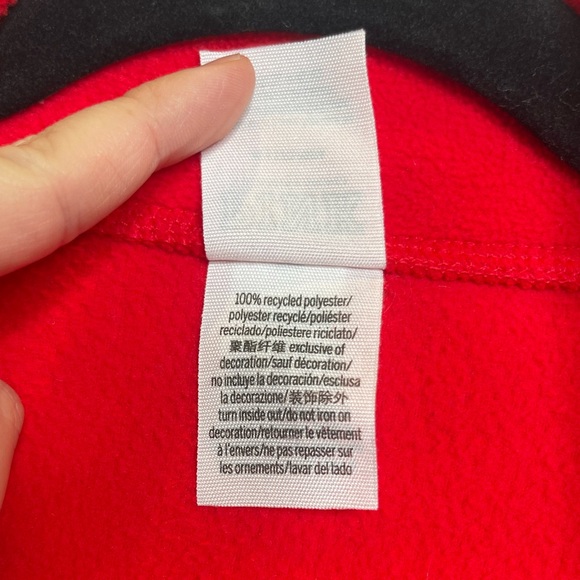 100% recycled polyester/
polyester recyclé/poliéster
reciclado/poliestere riciclato/
聚酯纤维 exclusive of
decoration/sauf décoration/
no incluye la decoración/esclusa
la decorazione/装饰除外
turn inside out/do not iron on
decoration/retourner le vêtement
à l'envers/ne pas repasser sur
les ornements/lavar del lado